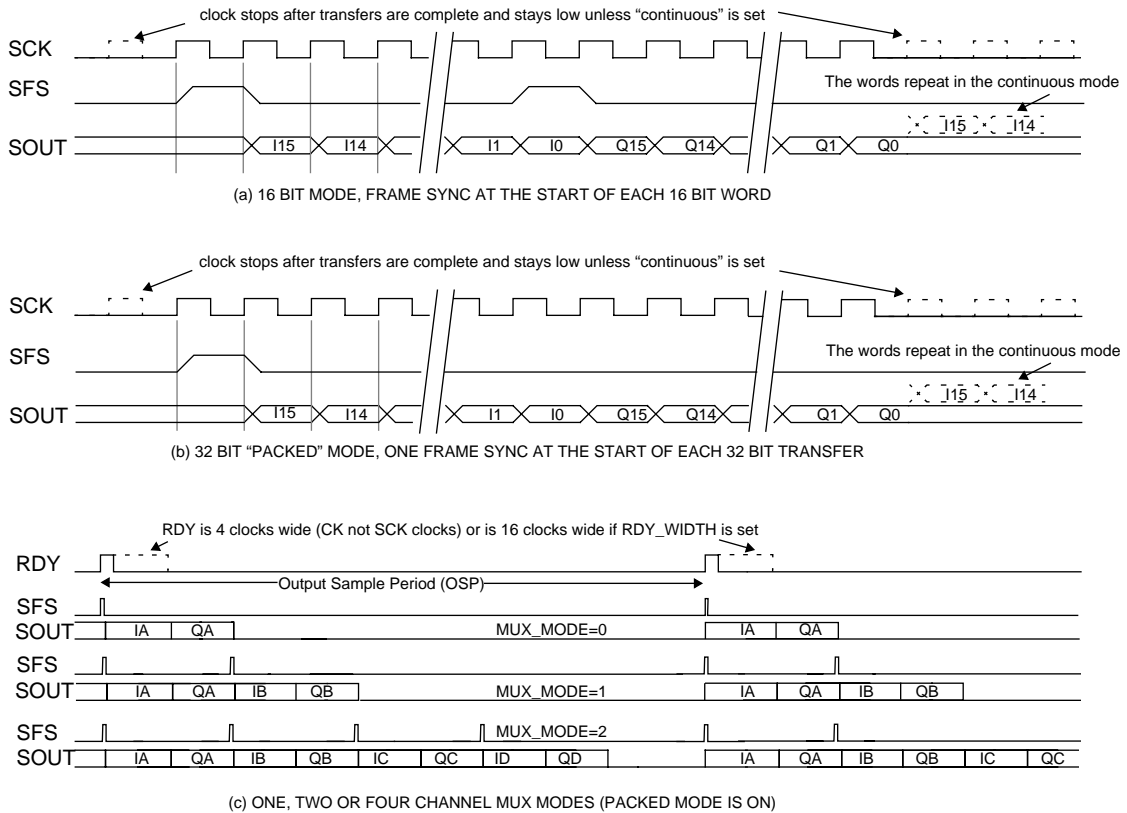 clock stops after transfers are complete and stays low unless “continuous” is set
SCK
SFS
The words repeat in the continuous mode
I15 I14
SOUT I15 I14 I1 I0 Q15 Q14 Q1 Q0
(a) 16 BIT MODE, FRAME SYNC AT THE START OF EACH 16 BIT WORD
clock stops after transfers are complete and stays low unless “continuous” is set
SCK
SFS
The words repeat in the continuous mode
I15 I14
SOUT I15 I14 I1 I0 Q15 Q14 Q1 Q0
(b) 32 BIT “PACKED” MODE, ONE FRAME SYNC AT THE START OF EACH 32 BIT TRANSFER
RDY is 4 clocks wide (CK not SCK clocks) or is 16 clocks wide if RDY_WIDTH is set
RDY
Output Sample Period (OSP)
SFS
SOUT IA QA MUX_MODE=0 IA QA
SFS
SOUT IA QA IB QB MUX_MODE=1 IA QA IB QB
SFS MUX_MODE=2
SOUT IA QA IB QB IC QC ID QD IA QA IB QB IC QC
(c) ONE, TWO OR FOUR CHANNEL MUX MODES (PACKED MODE IS ON)